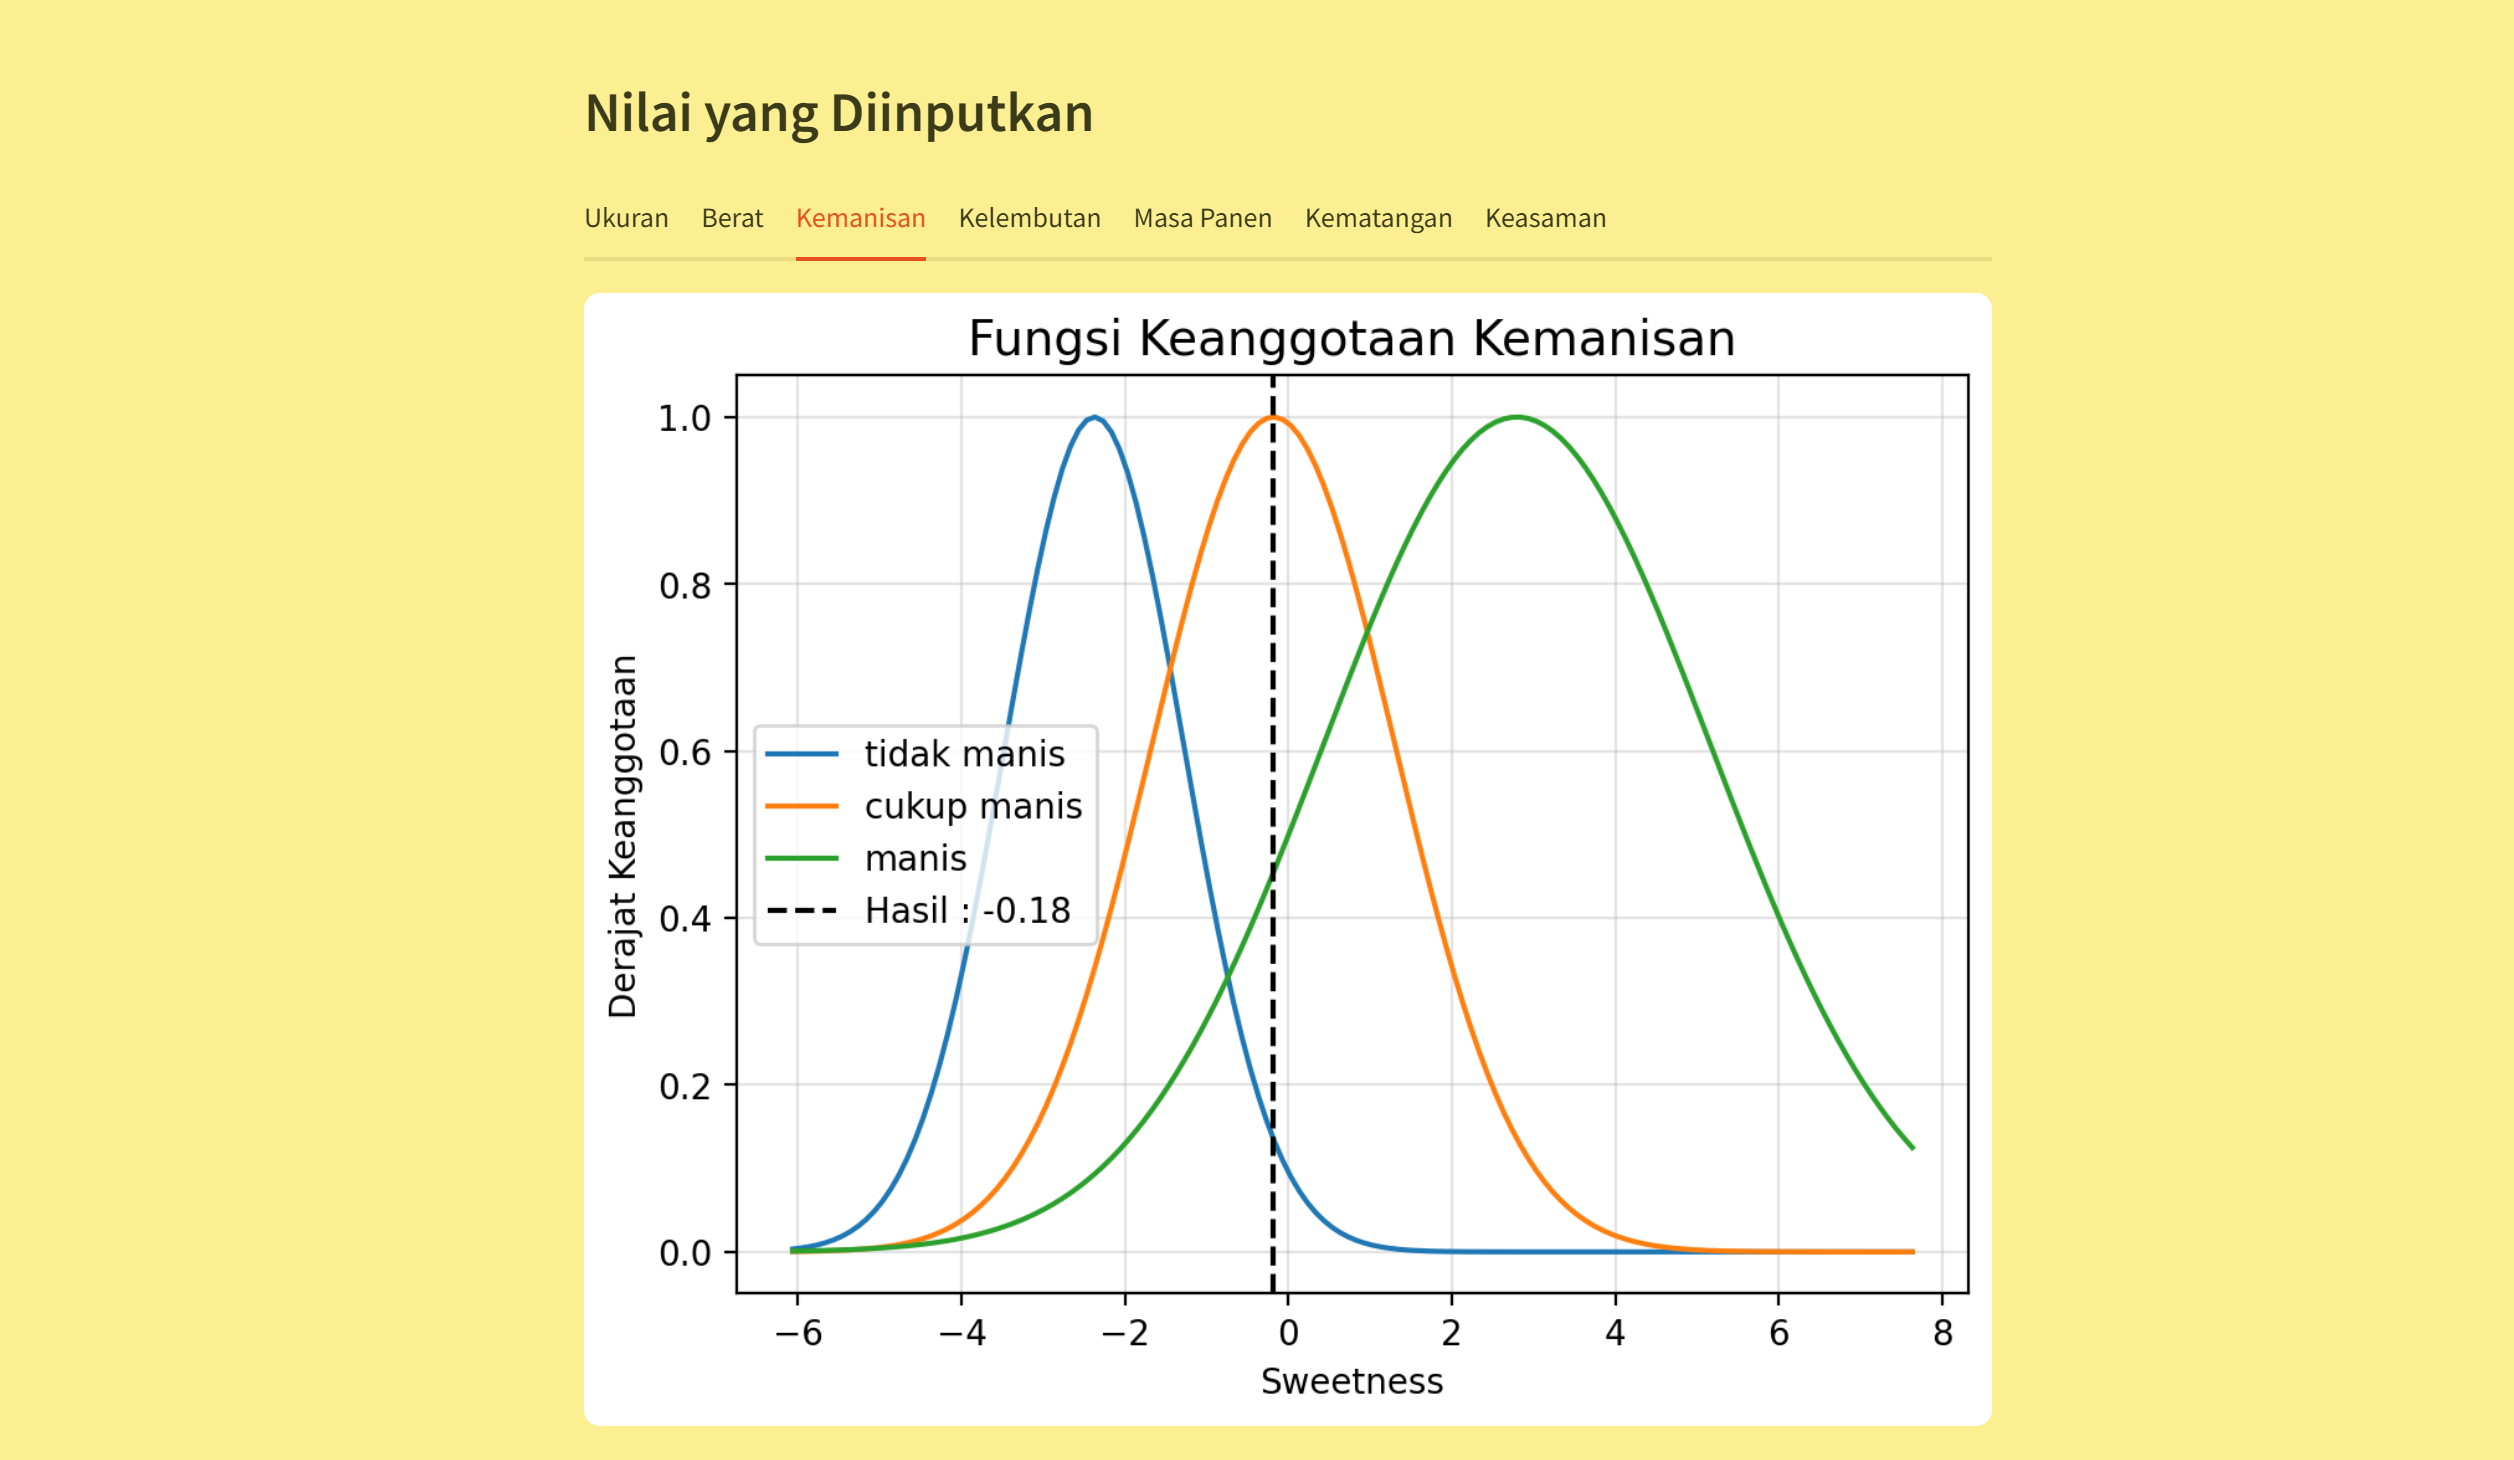 Nilai yang Diinputkan
Ukuran Berat Kemanisan Kelembutan Masa Panen Kematangan Keasaman
Fungsi Keanggotaan Kemanisan
1.0
0.8
0.6
0.4
0.2
0.0
Derajat Keanggotaan
tidak manis
cukup manis
manis
Hasil : -0.18
−6 −4 −2 0 2 4 6 8
Sweetness